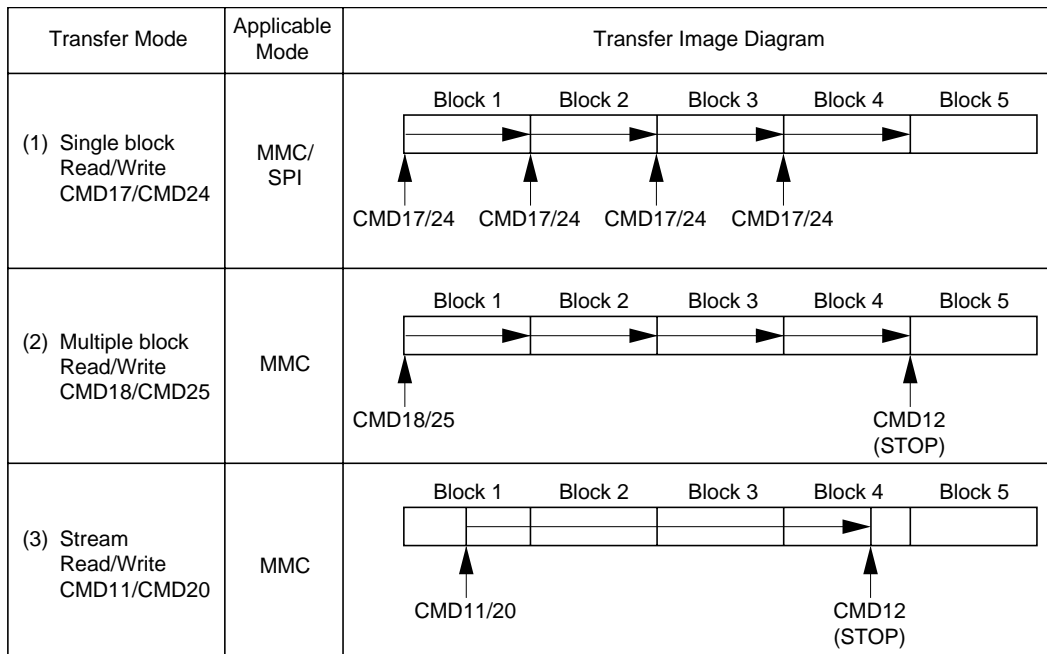 Transfer Mode
Applicable
Mode
Transfer Image Diagram
(1) Single block
Read/Write
CMD17/CMD24
MMC/
SPI
Block 1 Block 2 Block 3 Block 4 Block 5
CMD17/24 CMD17/24 CMD17/24 CMD17/24
(2) Multiple block
Read/Write
CMD18/CMD25
MMC
Block 1 Block 2 Block 3 Block 4 Block 5
CMD18/25
CMD12
(STOP)
(3) Stream
Read/Write
CMD11/CMD20
MMC
Block 1 Block 2 Block 3 Block 4 Block 5
CMD11/20
CMD12
(STOP)